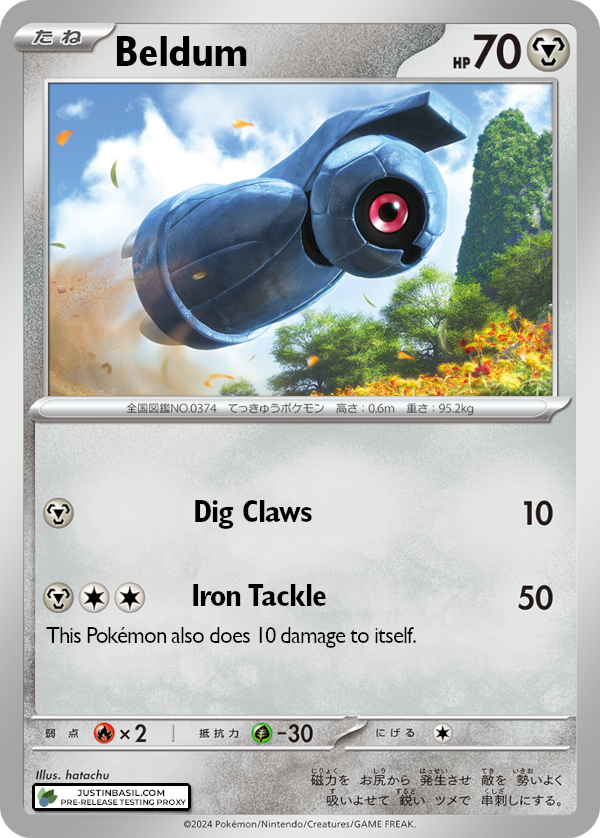 たね Beldum HP70
全国図鑑NO.0374 てっきゅうポケモン 高さ:0.6m 重さ:95.2kg
Dig Claws 10
Iron Tackle 50
This Pokémon also does 10 damage to itself.
弱点 ×2 抵抗力 -30 にげる
Illus. hatachu
JUSTINBASIL.COM
PRE-RELEASE TESTING PROXY
磁力を お尻から 発生させ 敵を 勢いよく
吸いよせて 鋭い ツメで 串刺しにする。
©2024 Pokémon/Nintendo/Creatures/GAME FREAK.